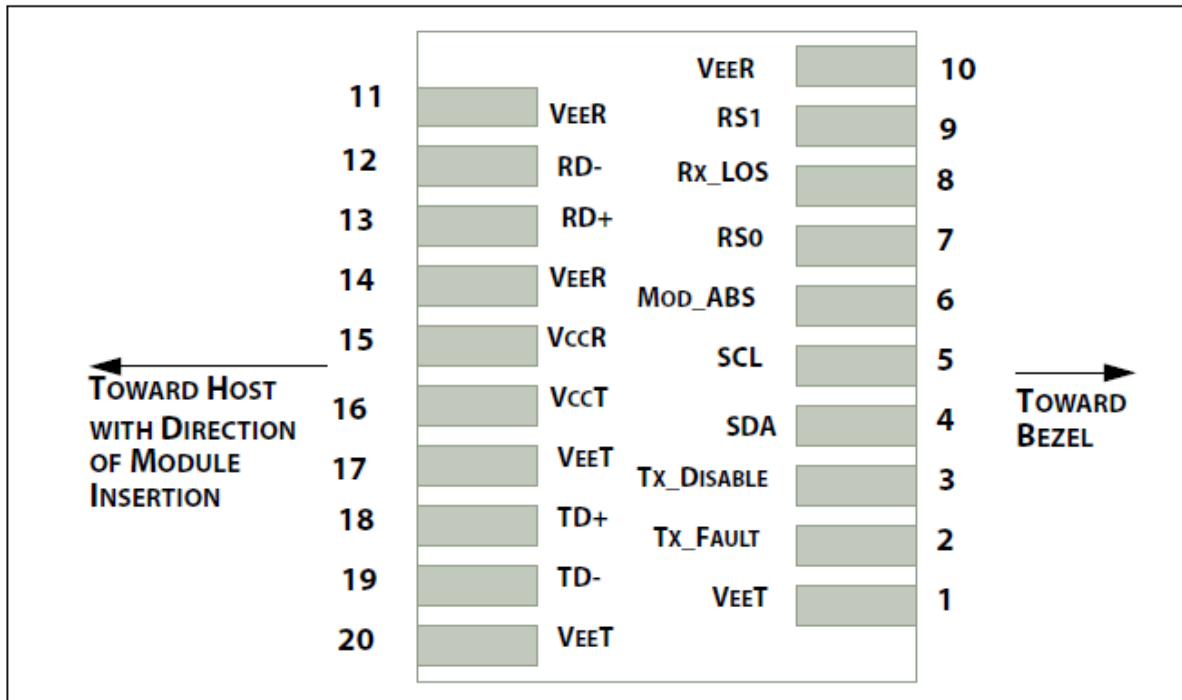 11 VEER
12 RD-
13 RD+
14 VEER
15 VCCR
16 VCCT
17 VEET
18 TD+
19 TD-
20 VEET
VEER 10
RS1 9
RX_LOS 8
RS0 7
MOD_ABS 6
SCL 5
SDA 4
TX_DISABLE 3
TX_FAULT 2
VEET 1
TOWARD HOST
WITH DIRECTION
OF MODULE
INSERTION
TOWARD
BEZEL